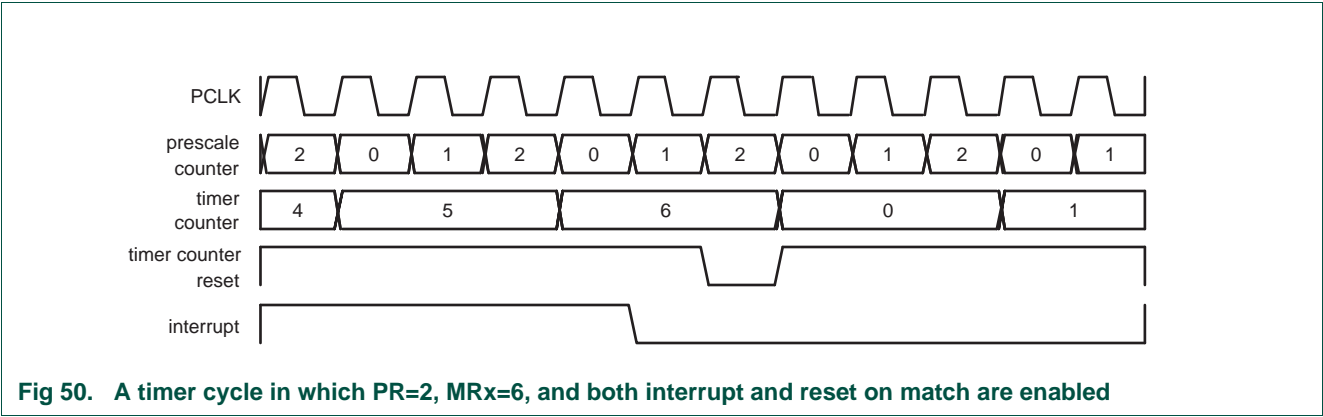 PCLK
prescale
counter
2 0 1 2 0 1 2 0 1 2 0 1
timer
counter
4 5 6 0 1
timer counter
reset
interrupt
Fig 50. A timer cycle in which PR=2, MRx=6, and both interrupt and reset on match are enabled